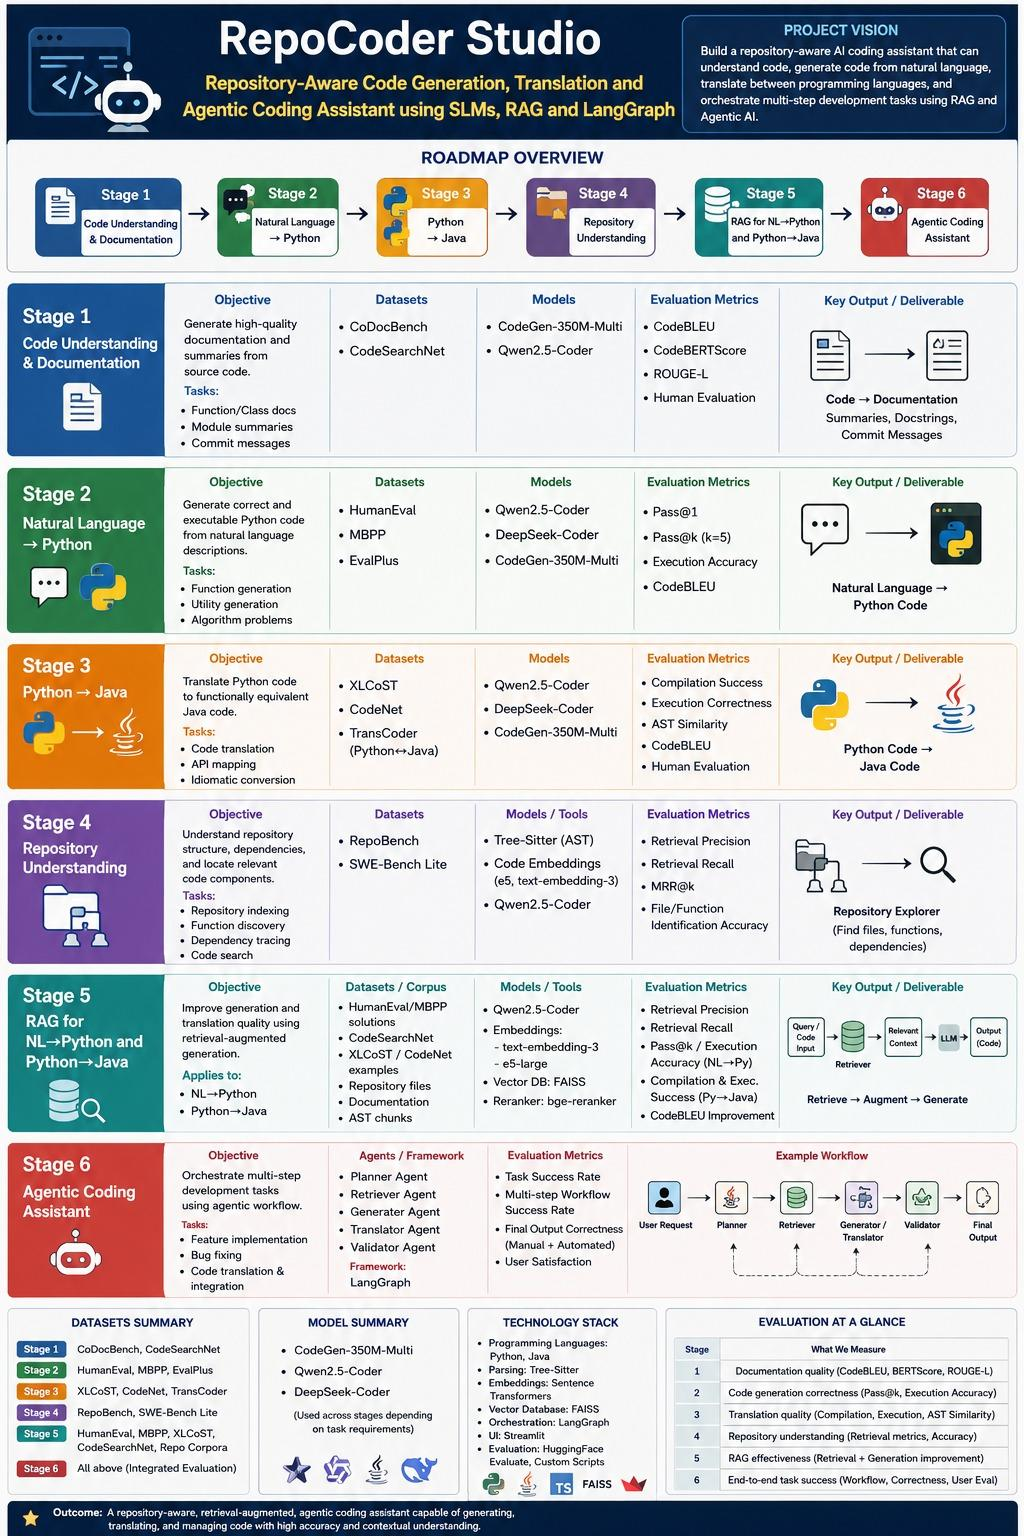 RepoCoder Studio
Repository-Aware Code Generation, Translation and
Agentic Coding Assistant using SLMs, RAG and LangGraph
PROJECT VISION
Build a repository-aware AI coding assistant that can
understand code, generate code from natural language,
translate between programming languages, and
orchestrate multi-step development tasks using RAG and
Agentic AI.
ROADMAP OVERVIEW
Stage 1
Code Understanding
& Documentation
Stage 2
Natural Language
→ Python
Stage 3
Python
→ Java
Stage 4
Repository
Understanding
Stage 5
RAG for NL→Python
and Python→Java
Stage 6
Agentic Coding
Assistant
Stage 1
Code Understanding
& Documentation
Objective
Generate high-quality
documentation and
summaries from
source code.
Tasks:
• Function/Class docs
• Module summaries
• Commit messages
Datasets
• CoDocBench
• CodeSearchNet
Models
• CodeGen-350M-Multi
• Qwen2.5-Coder
Evaluation Metrics
• CodeBLEU
• CodeBERTScore
• ROUGE-L
• Human Evaluation
Key Output / Deliverable
Code → Documentation
Summaries, Docstrings,
Commit Messages
Stage 2
Natural Language
→ Python
Objective
Generate correct and
executable Python code
from natural language
descriptions.
Tasks:
• Function generation
• Utility generation
• Algorithm problems
Datasets
• HumanEval
• MBPP
• EvalPlus
Models
• Qwen2.5-Coder
• DeepSeek-Coder
• CodeGen-350M-Multi
Evaluation Metrics
• Pass@1
• Pass@k (k=5)
• Execution Accuracy
• CodeBLEU
Key Output / Deliverable
Natural Language →
Python Code
Stage 3
Python → Java
Objective
Translate Python code
to functionally equivalent
Java code.
Tasks:
• Code translation
• API mapping
• Idiomatic conversion
Datasets
• XLCoST
• CodeNet
• TransCoder
(Python↔Java)
Models
• Qwen2.5-Coder
• DeepSeek-Coder
• CodeGen-350M-Multi
Evaluation Metrics
• Compilation Success
• Execution Correctness
• AST Similarity
• CodeBLEU
• Human Evaluation
Key Output / Deliverable
Python Code →
Java Code
Stage 4
Repository
Understanding
Objective
Understand repository
structure, dependencies,
and locate relevant
code components.
Tasks:
• Repository indexing
• Function discovery
• Dependency tracing
• Code search
Datasets
• RepoBench
• SWE-Bench Lite
Models / Tools
• Tree-Sitter (AST)
• Code Embeddings
(e5, text-embedding-3)
• Qwen2.5-Coder
Evaluation Metrics
• Retrieval Precision
• Retrieval Recall
• MRR@k
• File/Function
Identification Accuracy
Key Output / Deliverable
Repository Explorer
(Find files, functions,
dependencies)
Stage 5
RAG for
NL→Python and
Python→Java
Objective
Improve generation and
translation quality using
retrieval-augmented
generation.
Applies to:
• NL→Python
• Python→Java
Datasets / Corpus
• HumanEval/MBPP
solutions
• CodeSearchNet
• XLCoST / CodeNet
examples
• Repository files
• Documentation
• AST chunks
Models / Tools
• Qwen2.5-Coder
• Embeddings:
- text-embedding-3
- e5-large
• Vector DB: FAISS
• Reranker: bge-reranker
Evaluation Metrics
• Retrieval Precision
• Retrieval Recall
• Pass@k / Execution
Accuracy (NL→Py)
• Compilation & Exec.
Success (Py→Java)
• CodeBLEU Improvement
Key Output / Deliverable
Query /
Code
Input
Retriever
Relevant
Context
LLM
Output
(Code)
Retrieve → Augment → Generate
Stage 6
Agentic Coding
Assistant
Objective
Orchestrate multi-step
development tasks
using agentic workflow.
Tasks:
• Feature implementation
• Bug fixing
• Code translation &
integration
Agents / Framework
• Planner Agent
• Retriever Agent
• Generater Agent
• Translator Agent
• Validator Agent
Framework:
LangGraph
Evaluation Metrics
• Task Success Rate
• Multi-step Workflow
Success Rate
• Final Output Correctness
(Manual + Automated)
• User Satisfaction
Example Workflow
User Request
Planner
Retriever
Generator /
Translator
Validator
Final
Output
DATASETS SUMMARY
Stage 1 CoDocBench, CodeSearchNet
Stage 2 HumanEval, MBPP, EvalPlus
Stage 3 XLCoST, CodeNet, TransCoder
Stage 4 RepoBench, SWE-Bench Lite
Stage 5 HumanEval, MBPP, XLCoST,
CodeSearchNet, Repo Corpora
Stage 6 All above (Integrated Evaluation)
MODEL SUMMARY
• CodeGen-350M-Multi
• Qwen2.5-Coder
• DeepSeek-Coder
(Used across stages depending
on task requirements)
TECHNOLOGY STACK
• Programming Languages:
Python, Java
• Parsing: Tree-Sitter
• Embeddings: Sentence
Transformers
• Vector Database: FAISS
• Orchestration: LangGraph
• UI: Streamlit
• Evaluation: HuggingFace
Evaluate, Custom Scripts
TS
FAISS
EVALUATION AT A GLANCE
Stage What We Measure
1 Documentation quality (CodeBLEU, BERTScore, ROUGE-L)
2 Code generation correctness (Pass@k, Execution Accuracy)
3 Translation quality (Compilation, Execution, AST Similarity)
4 Repository understanding (Retrieval metrics, Accuracy)
5 RAG effectiveness (Retrieval + Generation improvement)
6 End-to-end task success (Workflow, Correctness, User Eval)
Outcome: A repository-aware, retrieval-augmented, agentic coding assistant capable of generating,
translating, and managing code with high accuracy and contextual understanding.